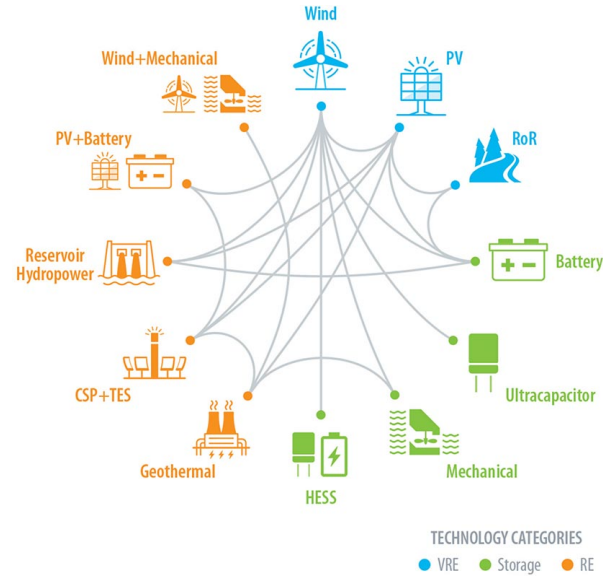 Wind
Wind+Mechanical
PV
PV+Battery
RoR
Reservoir
Hydropower
Battery
CSP+TES
Ultracapacitor
Geothermal
Mechanical
HESS
TECHNOLOGY CATEGORIES
VRE
Storage
RE